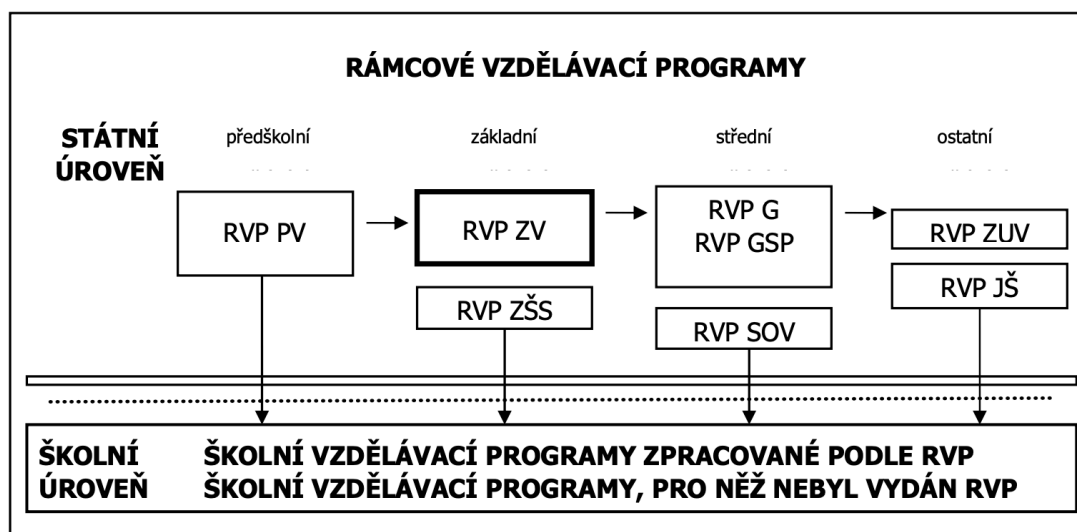 RÁMCOVÉ VZDĚLÁVACÍ PROGRAMY
STÁTNÍ
ÚROVEŇ
předškolní
základní
střední
ostatní
RVP PV
RVP ZV
RVP G
RVP GSP
RVP ZUV
RVP ZŠS
RVP JŠ
RVP SOV
ŠKOLNÍ ŠKOLNÍ VZDĚLÁVACÍ PROGRAMY ZPRACOVANÉ PODLE RVP
ÚROVEŇ ŠKOLNÍ VZDĚLÁVACÍ PROGRAMY, PRO NĚŽ NEBYL VYDÁN RVP